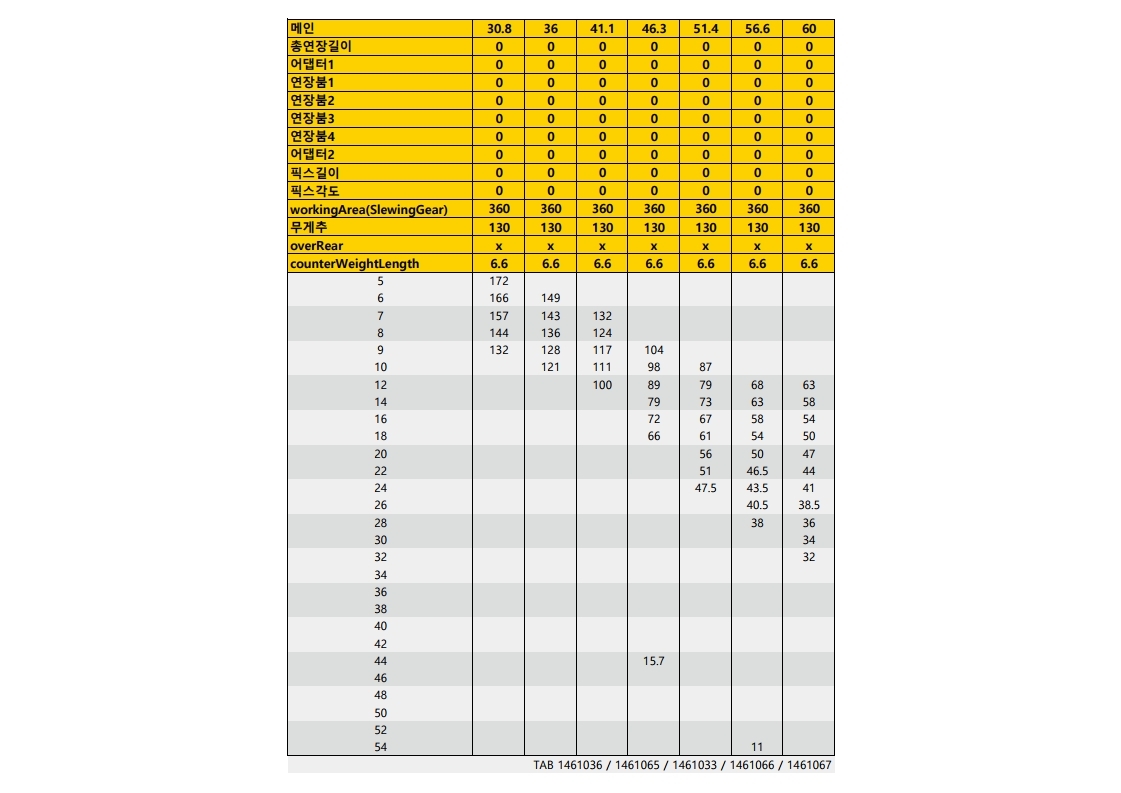 메인 30.8 36 41.1 46.3 51.4 56.6 60
총연장길이 0 0 0 0 0 0 0
어댑터1 0 0 0 0 0 0 0
연장붐1 0 0 0 0 0 0 0
연장붐2 0 0 0 0 0 0 0
연장붐3 0 0 0 0 0 0 0
연장붐4 0 0 0 0 0 0 0
어댑터2 0 0 0 0 0 0 0
픽스길이 0 0 0 0 0 0 0
픽스각도 0 0 0 0 0 0 0
workingArea(SlewingGear) 360 360 360 360 360 360 360
무게추 130 130 130 130 130 130 130
overRear x x x x x x x
counterWeightLength 6.6 6.6 6.6 6.6 6.6 6.6 6.6
5 172
6 166 149
7 157 143 132
8 144 136 124
9 132 128 117 104
10 121 111 98 87
12 100 89 79 68 63
14 79 73 63 58
16 72 67 58 54
18 66 61 54 50
20 56 50 47
22 51 46.5 44
24 47.5 43.5 41
26 40.5 38.5
28 38 36
30 34
32 32
34
36
38
40
42
44 15.7
46
48
50
52
54 11
TAB 1461036 / 1461065 / 1461033 / 1461066 / 1461067